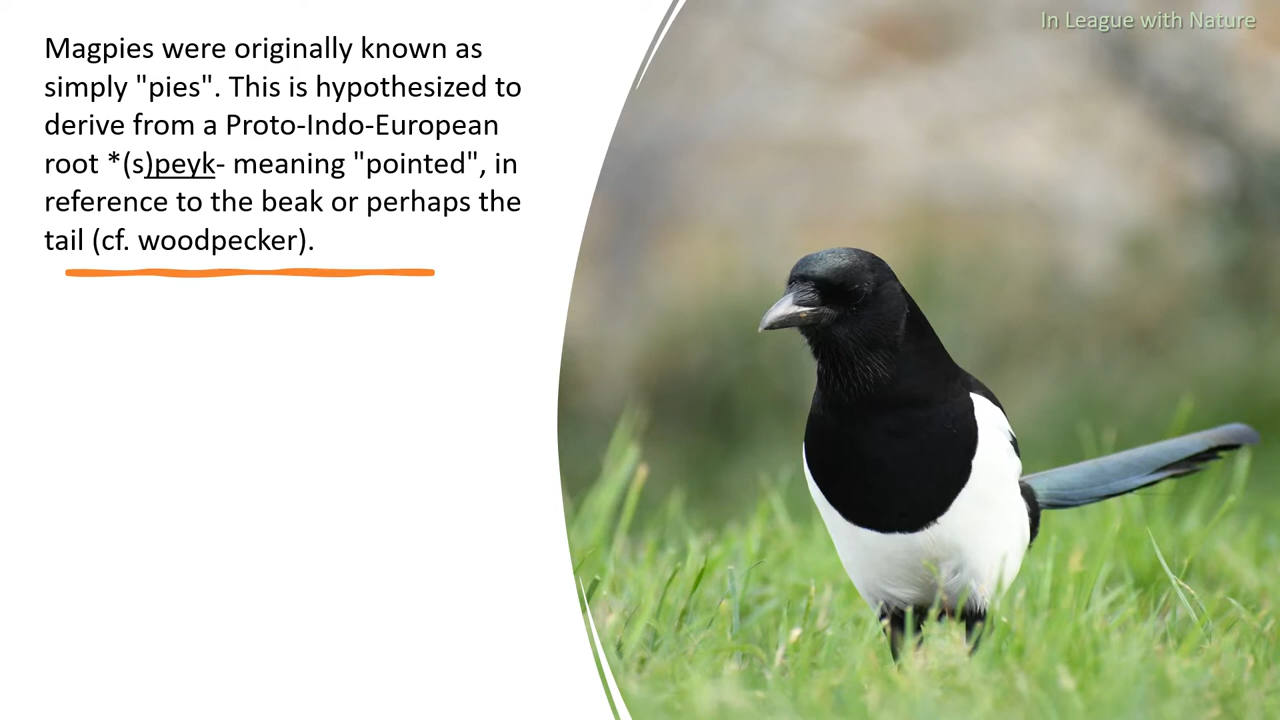 In League with Nature
Magpies were originally known as
simply "pies". This is hypothesized to
derive from a Proto-Indo-European
root *(s)peyk- meaning "pointed", in
reference to the beak or perhaps the
tail (cf. woodpecker).